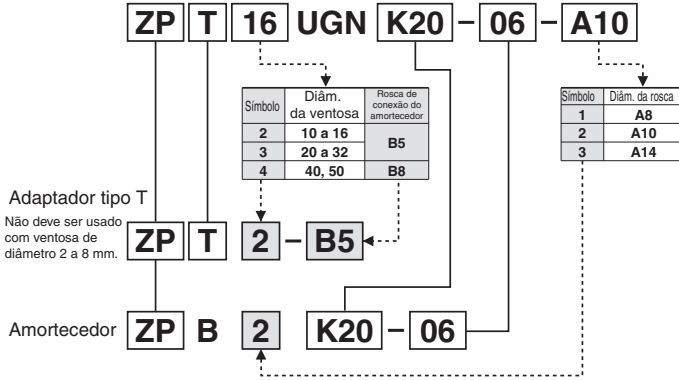 ZP T 16 UGN K20 – 06 – A10
Símbolo Diâm. da ventosa Rosca de conexão do amortecedor
2 10 a 16 B5
3 20 a 32
4 40, 50 B8
Símbolo Diâm. da rosca
1 A8
2 A10
3 A14
Adaptador tipo T
Não deve ser usado
com ventosa de
diâmetro 2 a 8 mm.
ZP T 2 – B5
Amortecedor ZP B 2 K20 – 06